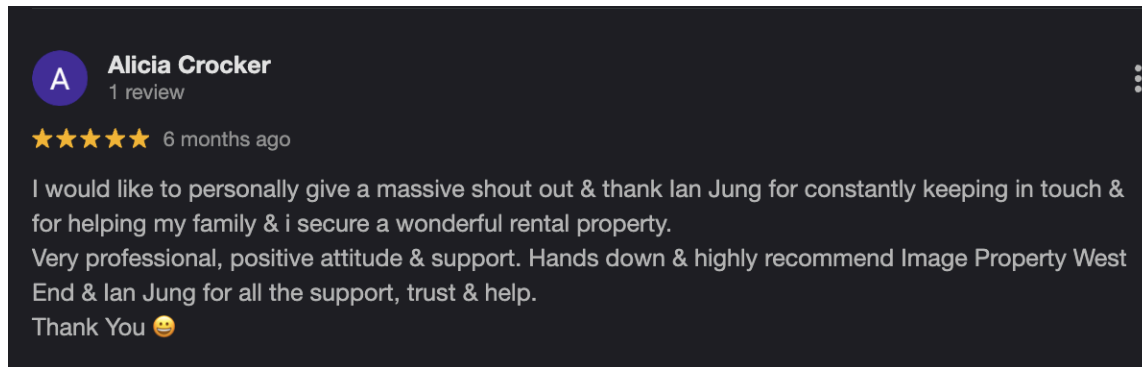 A
Alicia Crocker
1 review
6 months ago
I would like to personally give a massive shout out & thank Ian Jung for constantly keeping in touch &
for helping my family & i secure a wonderful rental property.
Very professional, positive attitude & support. Hands down & highly recommend Image Property West
End & Ian Jung for all the support, trust & help.
Thank You 😀